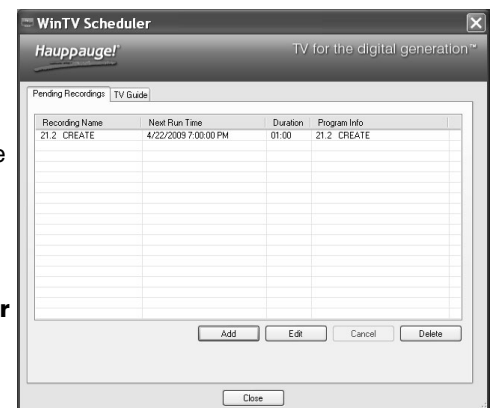 WinTV Scheduler
Hauppauge!
TV for the digital generation™
Pending Recordings TV Guide
Recording Name Next Run Time Duration Program Info
21.2 CREATE 4/22/2009 7:00:00 PM 01:00 21.2 CREATE
e
r
Add Edit Cancel Delete
Close